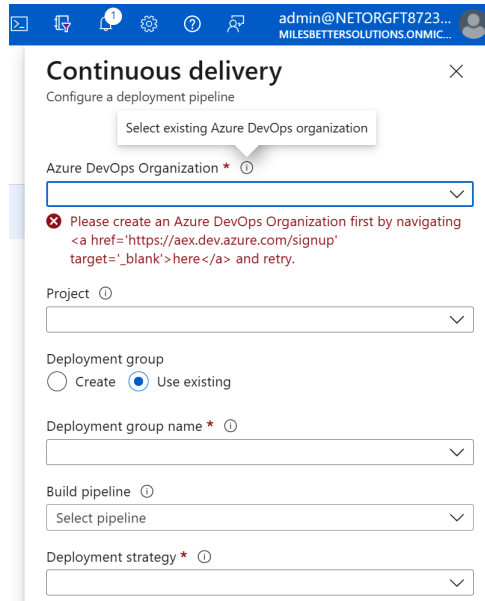 1
admin@NETORGFT8723...
MILESBETTERSOLUTIONS.ONMIC...
Continuous delivery
Configure a deployment pipeline
Select existing Azure DevOps organization
Azure DevOps Organization *
Please create an Azure DevOps Organization first by navigating
<a href='https://aex.dev.azure.com/signup'
target='_blank'>here</a> and retry.
Project
Deployment group
Create Use existing
Deployment group name *
Build pipeline
Select pipeline
Deployment strategy *